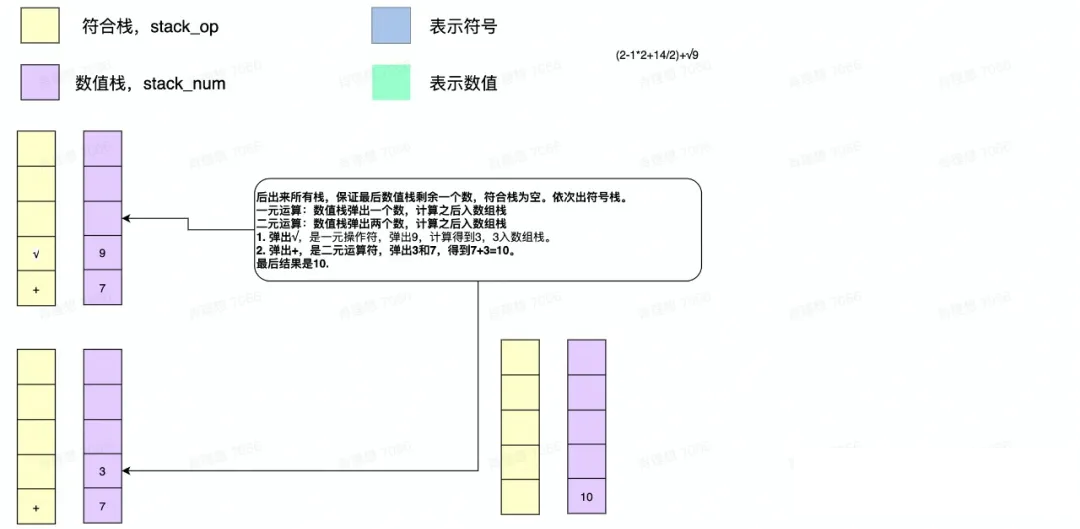 符合栈，stack_op
表示符号
(2-1*2+14/2)+√9
数值栈，stack_num
表示数值
后出来所有栈，保证最后数值栈剩余一个数，符合栈为空。依次出符号栈。
一元运算：数值栈弹出一个数，计算之后入数组栈
二元运算：数值栈弹出两个数，计算之后入数组栈
1. 弹出√，是一元操作符，弹出9，计算得到3，3入数组栈。
2. 弹出+，是二元运算符，弹出3和7，得到7+3=10。
最后结果是10.
√
9
+
7
3
+
7
10